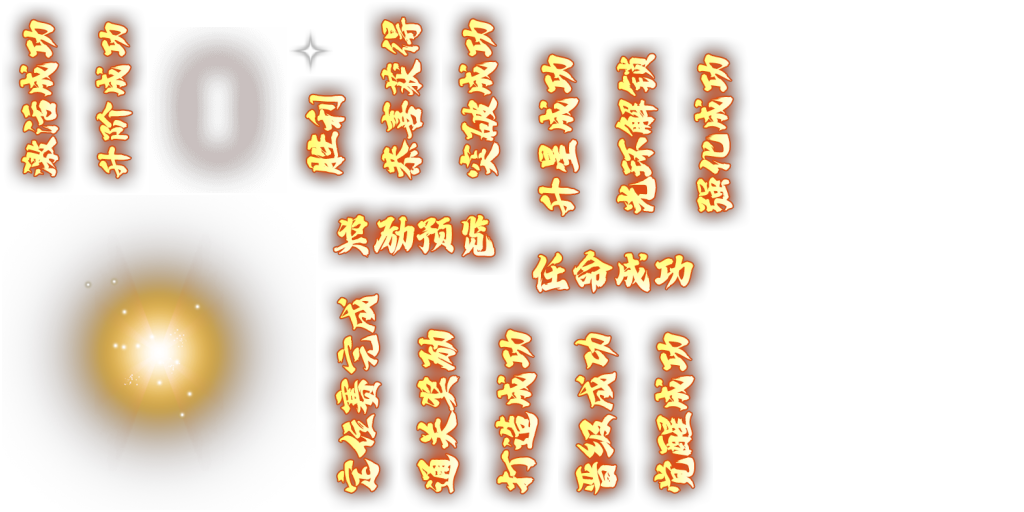 激活成功
升阶成功
胜利
恭喜获得
突破成功
升星成功
光环解锁
强化成功
奖励预览
任命成功
定位赛完成
通关奖励
打造成功
晋级成功
觉醒成功